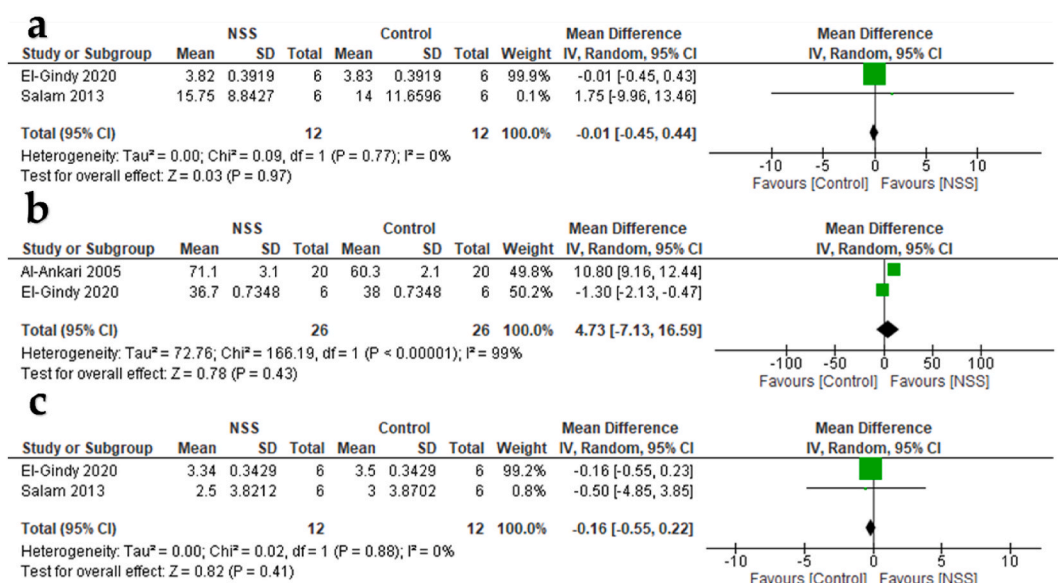 a
NSS Control Mean Difference Mean Difference
Study or Subgroup Mean SD Total Mean SD Total Weight IV, Random, 95% CI IV, Random, 95% CI
El-Gindy 2020 3.82 0.3919 6 3.83 0.3919 6 99.9% -0.01 [-0.45, 0.43]
Salam 2013 15.75 8.8427 6 14 11.6596 6 0.1% 1.75 [-9.96, 13.46]
Total (95% CI) 12 12 100.0% -0.01 [-0.45, 0.44]
Heterogeneity: Tau² = 0.00; Chi² = 0.09, df = 1 (P = 0.77); I² = 0%
Test for overall effect: Z = 0.03 (P = 0.97)
-10 -5 0 5 10
Favours [Control] Favours [NSS]
b
NSS Control Mean Difference Mean Difference
Study or Subgroup Mean SD Total Mean SD Total Weight IV, Random, 95% CI IV, Random, 95% CI
Al-Ankari 2005 71.1 3.1 20 60.3 2.1 20 49.8% 10.80 [9.16, 12.44]
El-Gindy 2020 36.7 0.7348 6 38 0.7348 6 50.2% -1.30 [-2.13, -0.47]
Total (95% CI) 26 26 100.0% 4.73 [-7.13, 16.59]
Heterogeneity: Tau² = 72.76; Chi² = 166.19, df = 1 (P < 0.00001); I² = 99%
Test for overall effect: Z = 0.78 (P = 0.43)
-100 -50 0 50 100
Favours [Control] Favours [NSS]
c
NSS Control Mean Difference Mean Difference
Study or Subgroup Mean SD Total Mean SD Total Weight IV, Random, 95% CI IV, Random, 95% CI
El-Gindy 2020 3.34 0.3429 6 3.5 0.3429 6 99.2% -0.16 [-0.55, 0.23]
Salam 2013 2.5 3.8212 6 3 3.8702 6 0.8% -0.50 [-4.85, 3.85]
Total (95% CI) 12 12 100.0% -0.16 [-0.55, 0.22]
Heterogeneity: Tau² = 0.00; Chi² = 0.02, df = 1 (P = 0.88); I² = 0%
Test for overall effect: Z = 0.82 (P = 0.41)
-10 -5 0 5 10
Favours [Control] Favours [NSS]